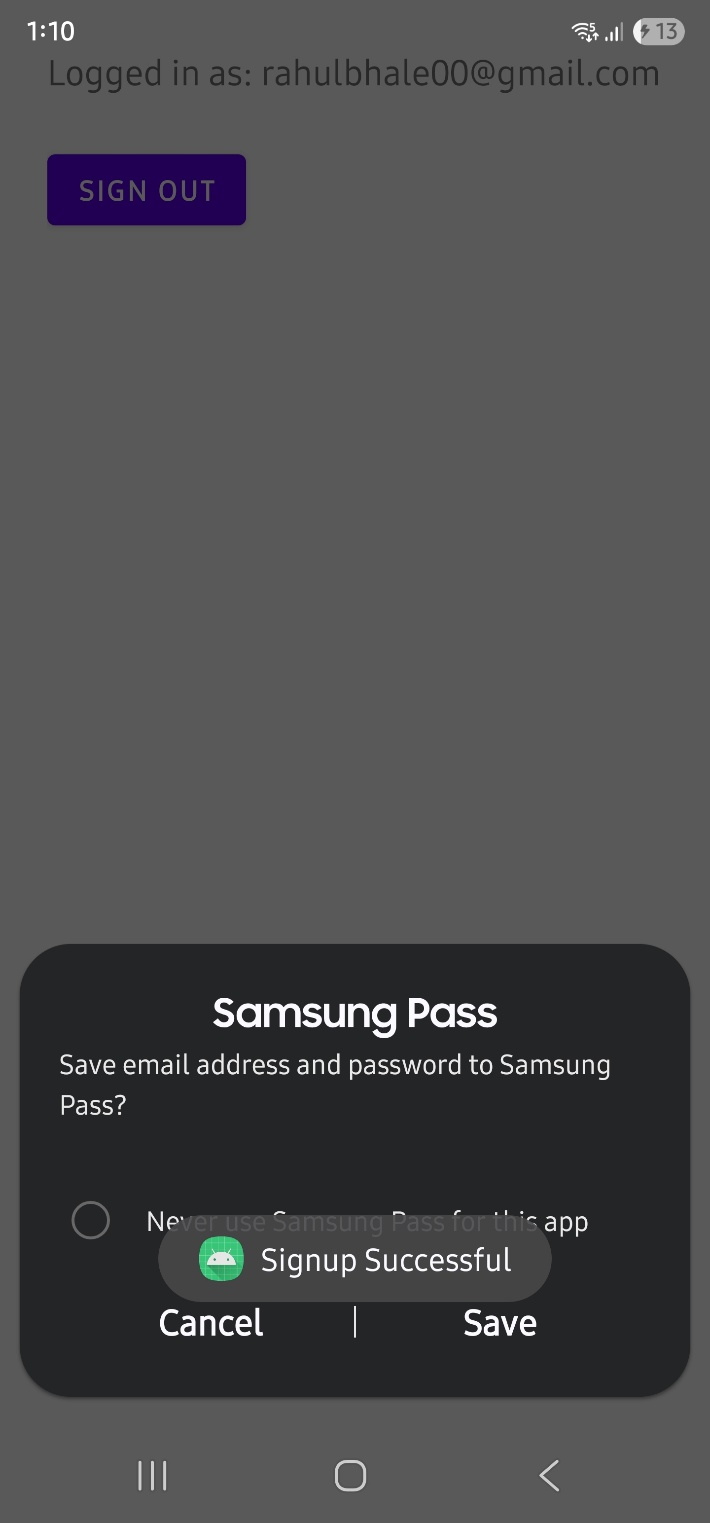 1:10
5
13
Logged in as: rahulbhale00@gmail.com
SIGN OUT
Samsung Pass
Save email address and password to Samsung
Pass?
Never use Samsung Pass for this app
Signup Successful
Cancel | Save